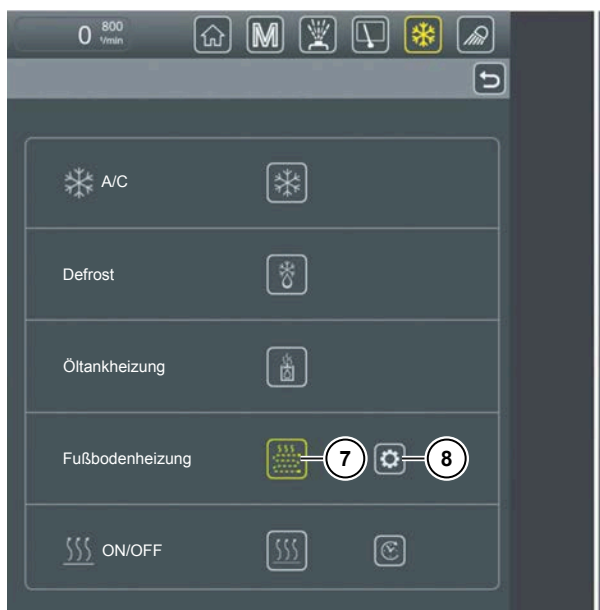 0 800
1/min
M
A/C
Defrost
Öltankheizung
Fußbodenheizung
7
8
ON/OFF